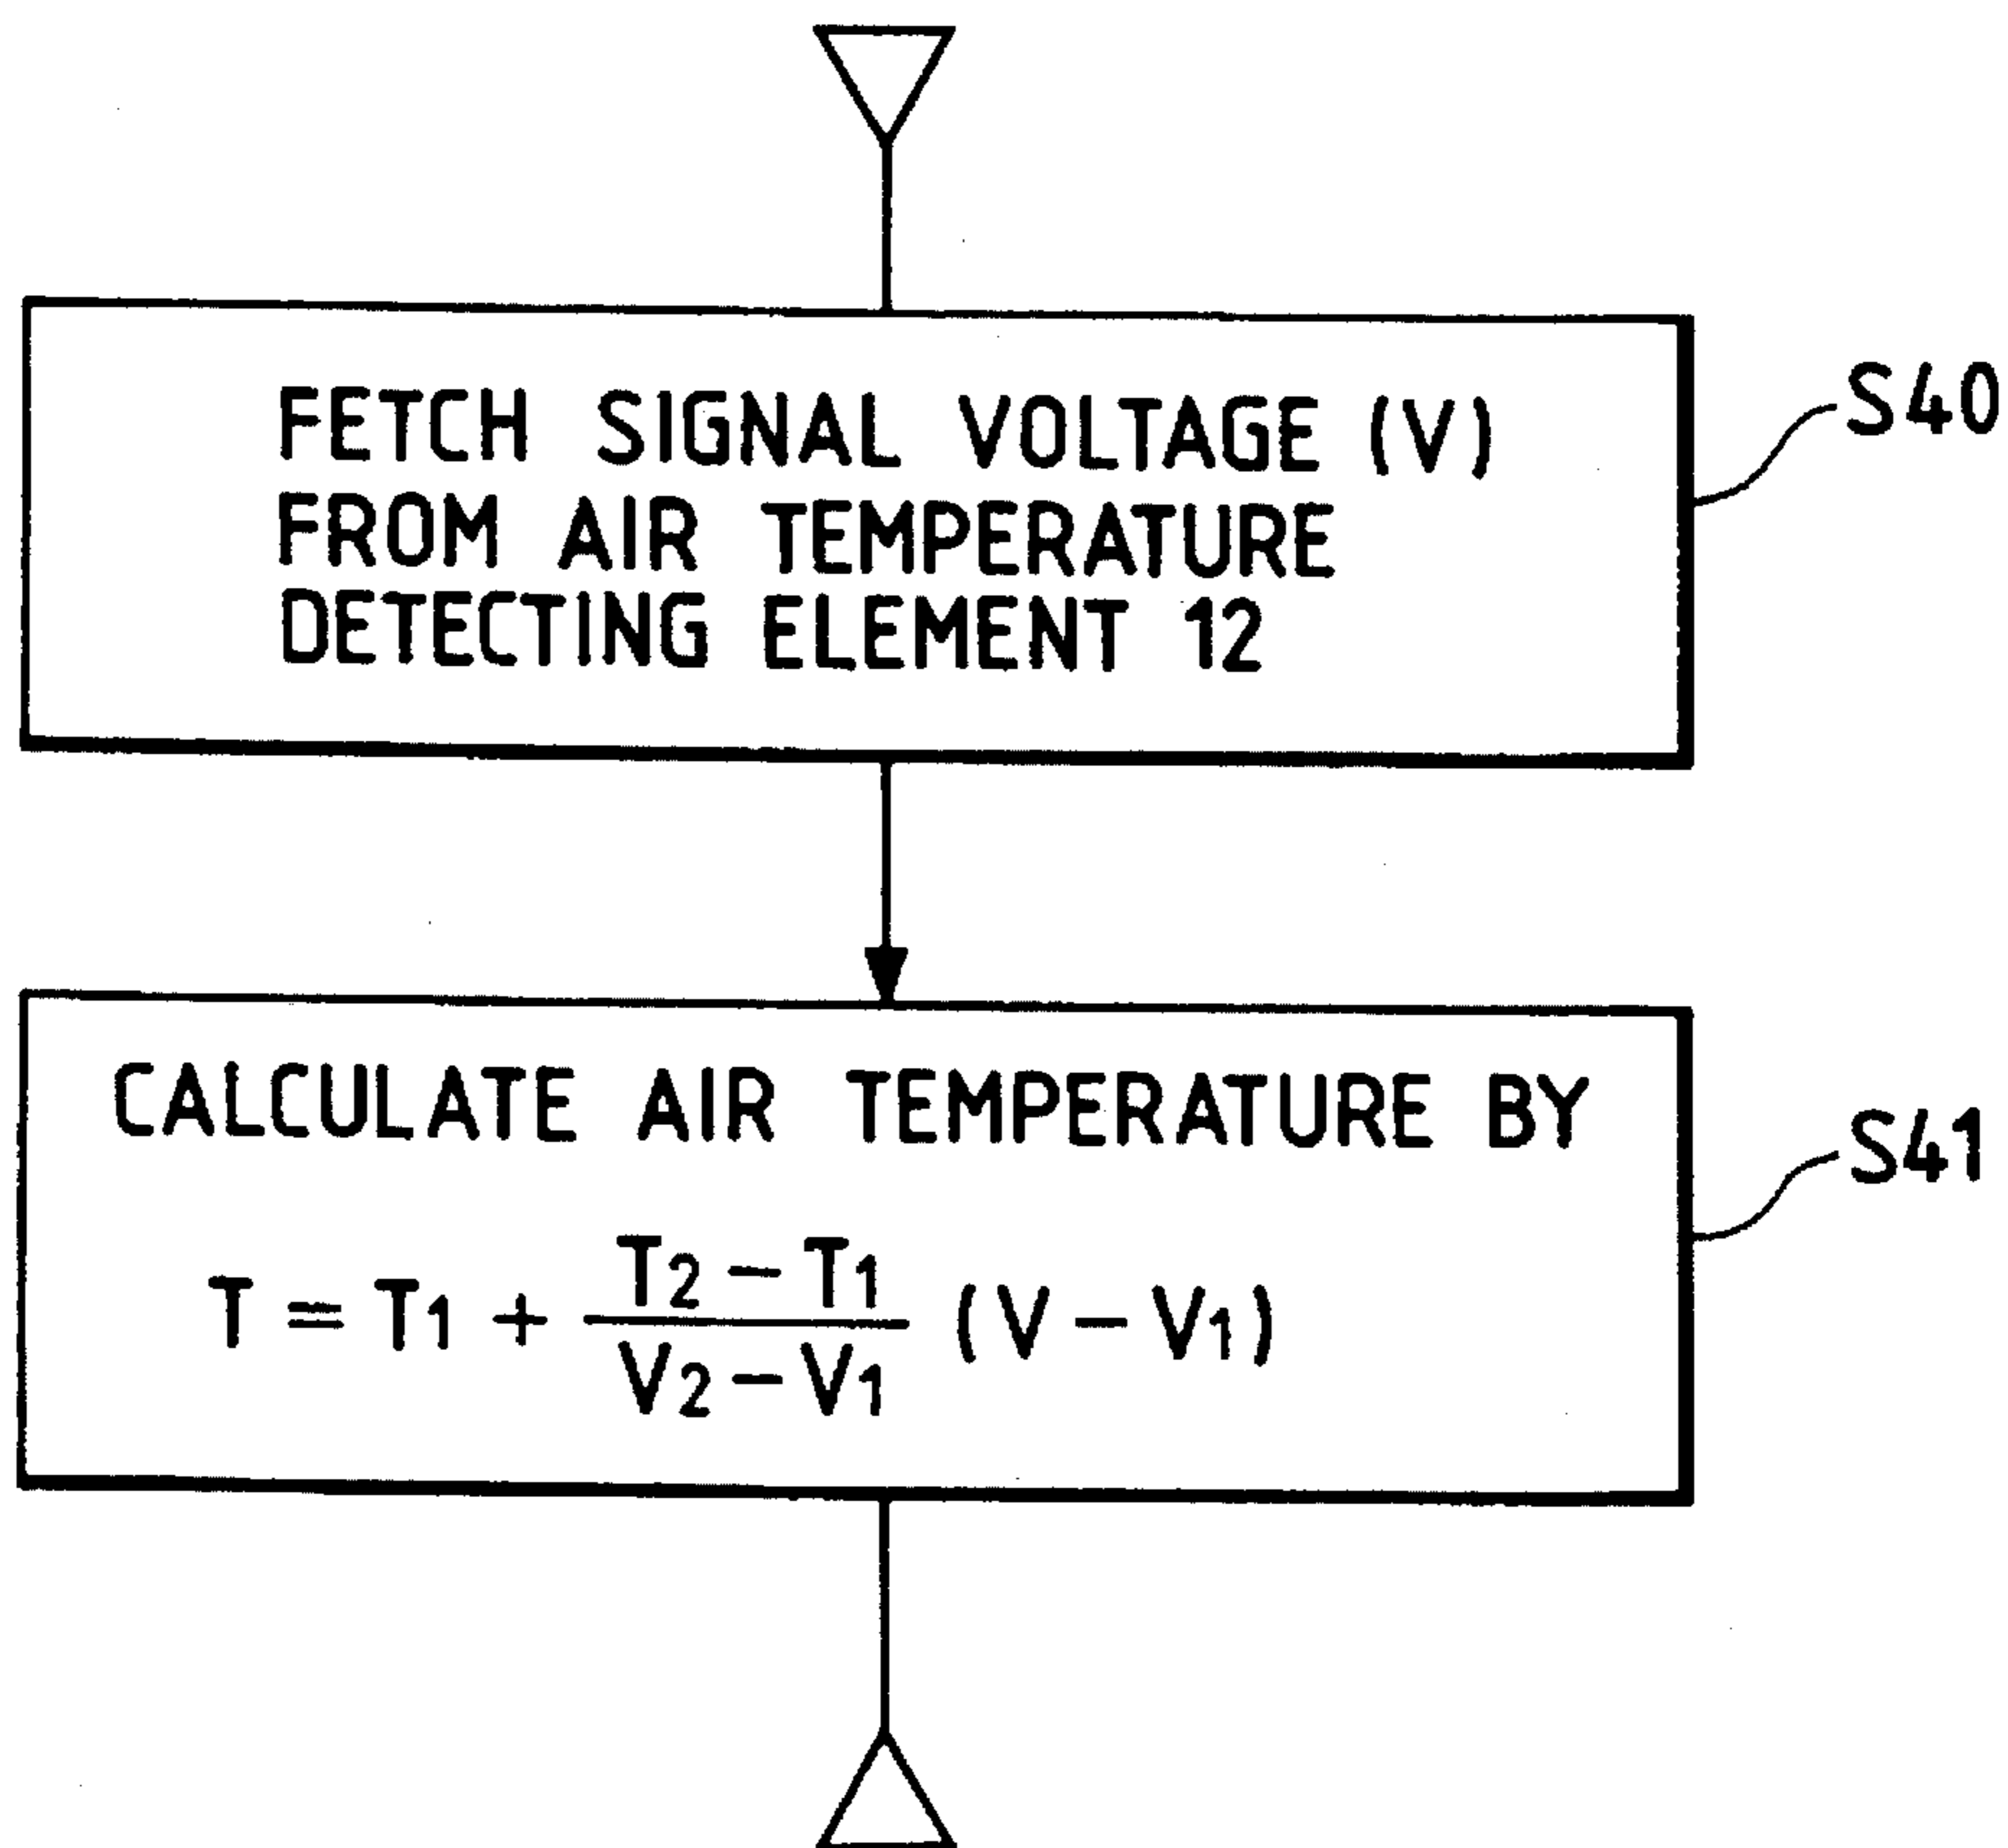 FETCH SIGNAL VOLTAGE (V)
FROM AIR TEMPERATURE
DETECTING ELEMENT 12
S40
CALCULATE AIR TEMPERATURE BY
S41
T = T1 + (T2 − T1)/(V2 − V1) (V − V1)